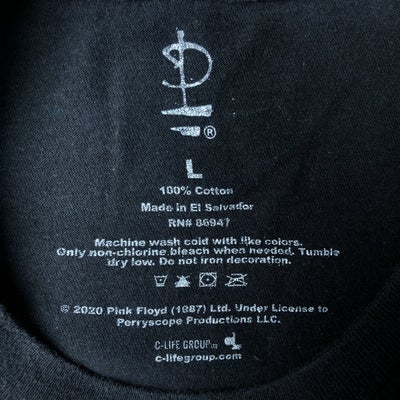 ®
L
100% Cotton
Made in El Salvador
RN# 86947
Machine wash cold with like colors.
Only non-chlorine bleach when needed. Tumble
dry low. Do not iron decoration.
© 2020 Pink Floyd (1987) Ltd. Under License to
Perryscope Productions LLC.
C-LIFE GROUP LTD
c-lifegroup.com